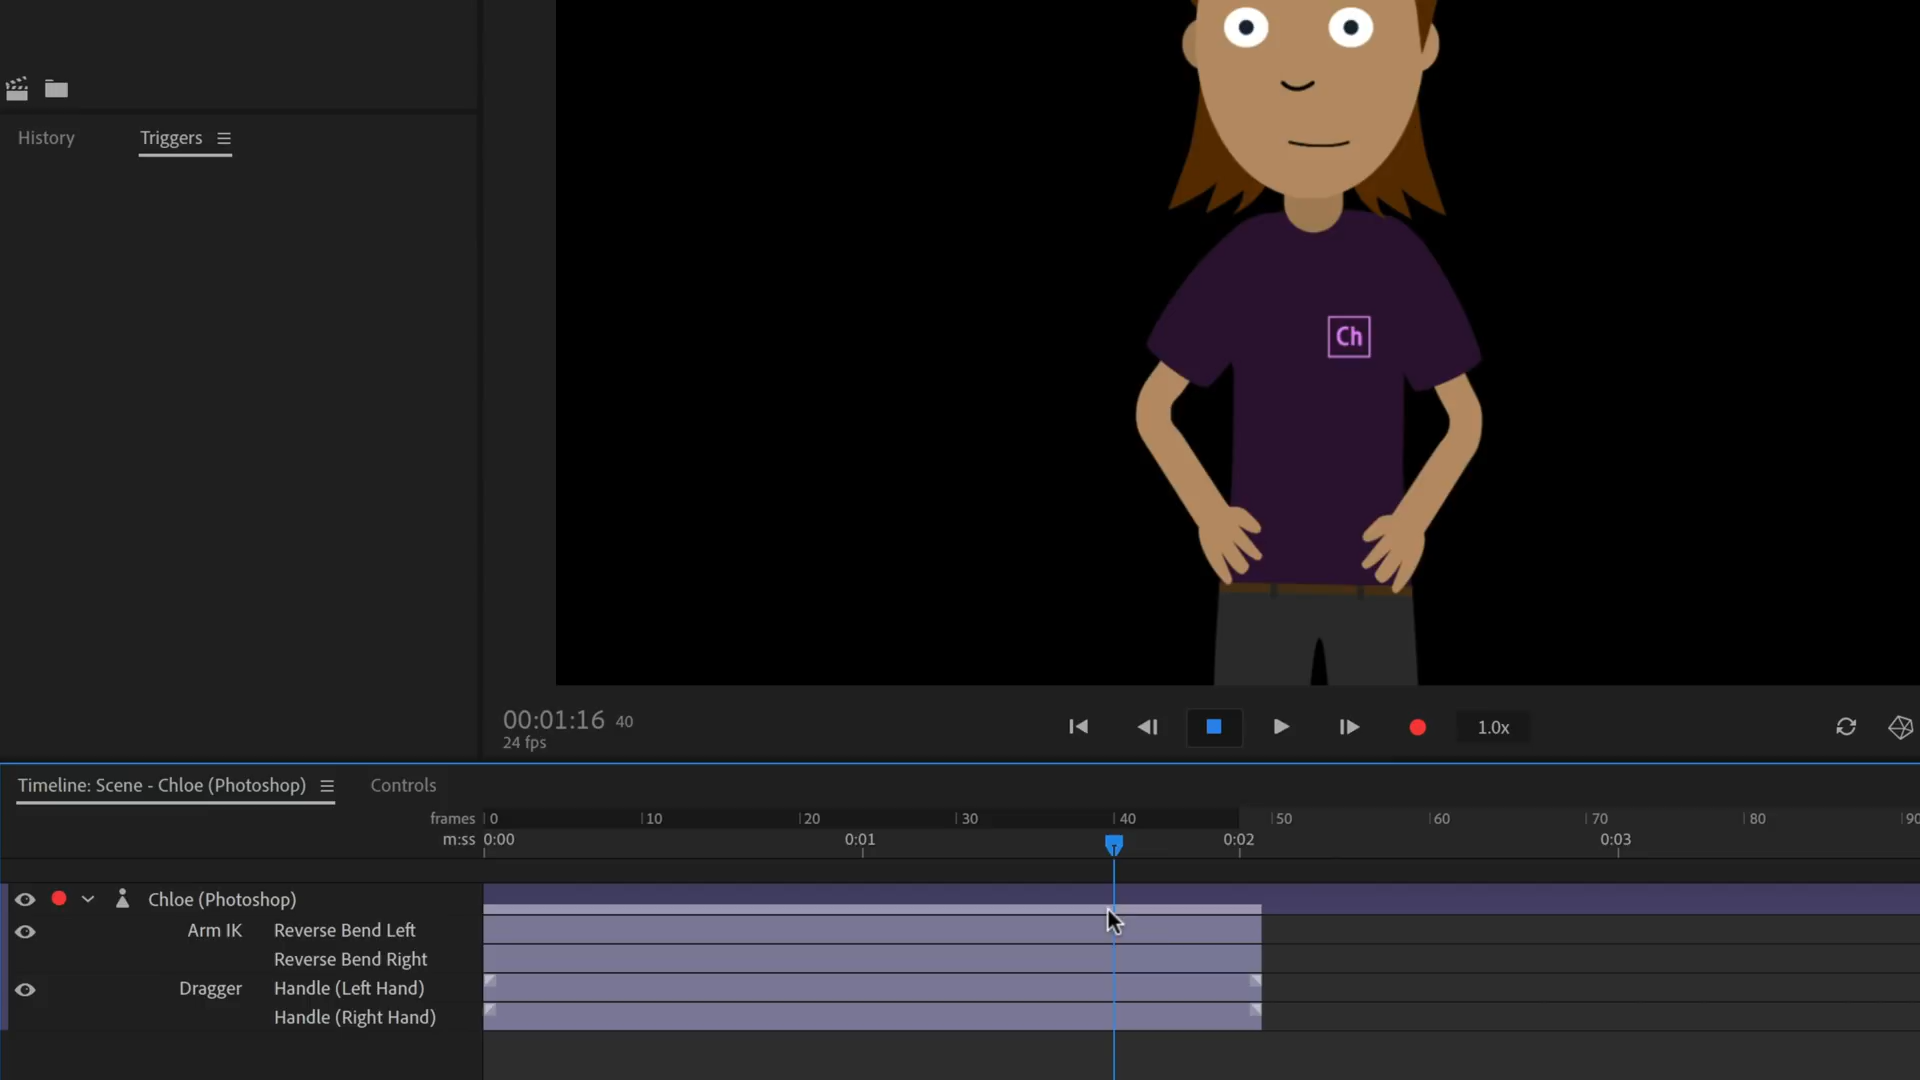 History Triggers
Ch
00:01:16 40
24 fps
1.0x
Timeline: Scene - Chloe (Photoshop) Controls
frames 0 10 20 30 40 50 60 70 80 90
m:ss 0:00 0:01 0:02 0:03
Chloe (Photoshop)
Arm IK Reverse Bend Left
Reverse Bend Right
Dragger Handle (Left Hand)
Handle (Right Hand)